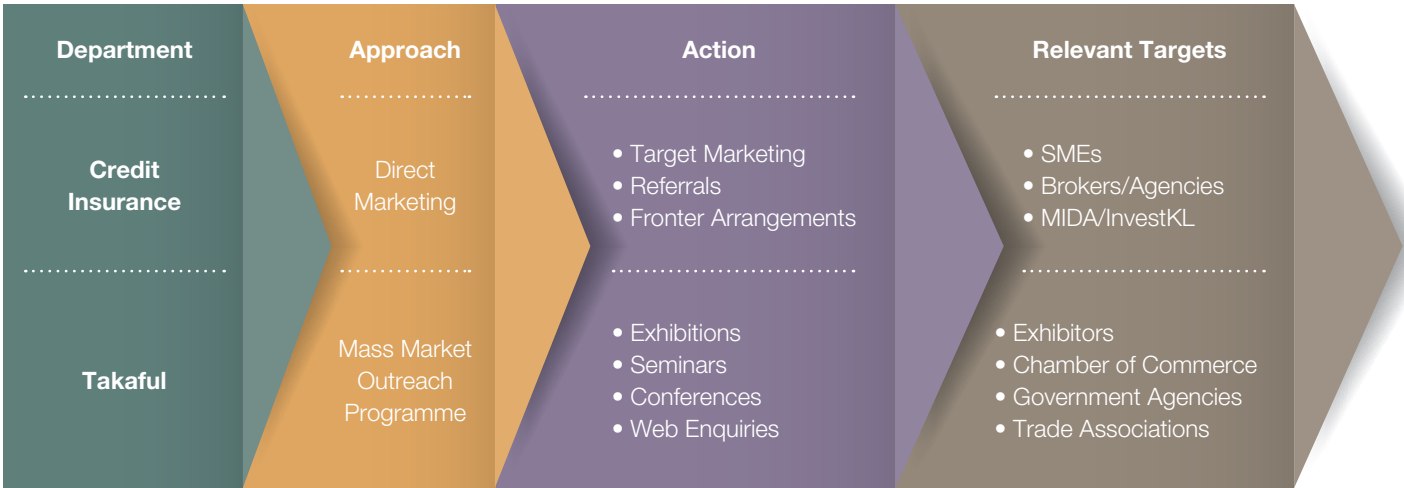 Department
Approach
Action
Relevant Targets
Credit
Insurance
Direct
Marketing
• Target Marketing
• Referrals
• Fronter Arrangements
• SMEs
• Brokers/Agencies
• MIDA/InvestKL
Takaful
Mass Market
Outreach
Programme
• Exhibitions
• Seminars
• Conferences
• Web Enquiries
• Exhibitors
• Chamber of Commerce
• Government Agencies
• Trade Associations